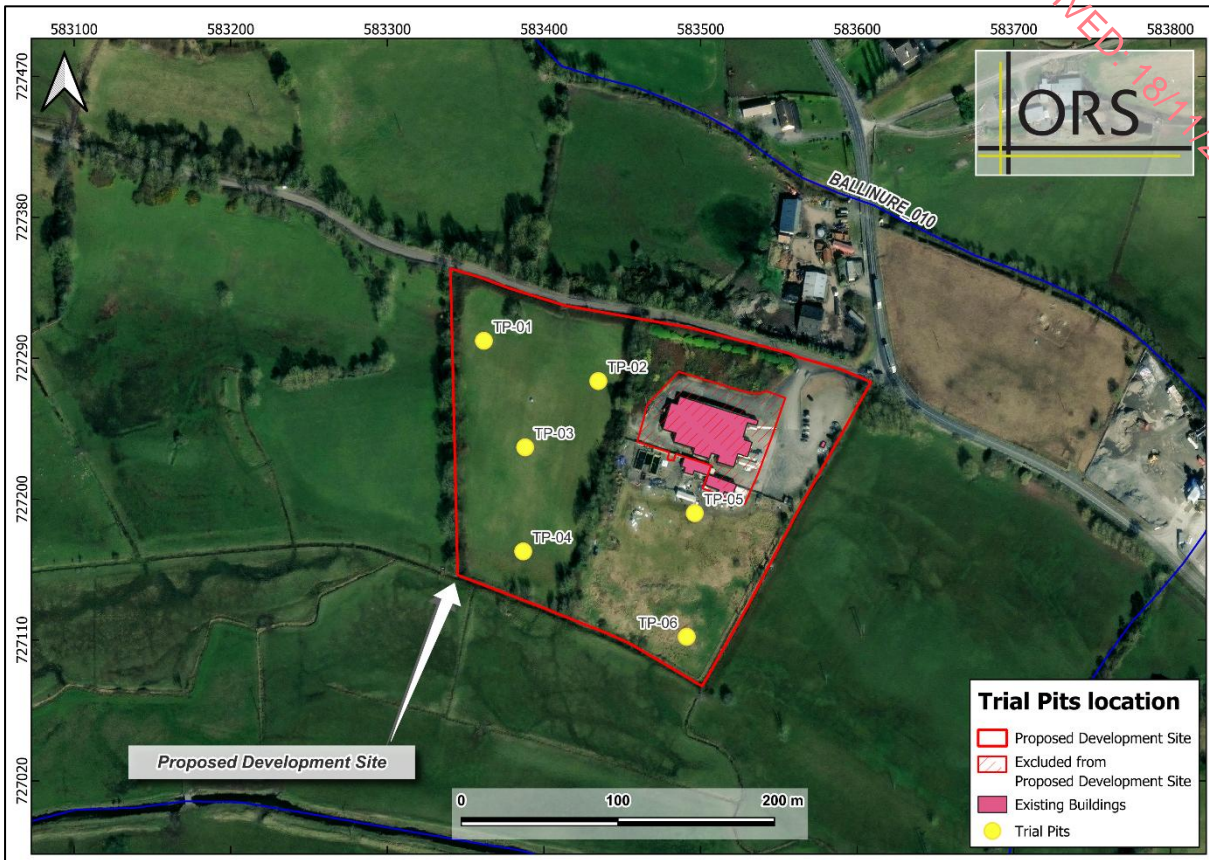 583100 583200 583300 583400 583500 583600 583700 583800
727470
727380
727290
727200
727110
727020
ORS
BALLINURE_010
TP-01
TP-02
TP-03
TP-05
TP-04
TP-06
Proposed Development Site
0 100 200 m
Trial Pits location
Proposed Development Site
Excluded from
Proposed Development Site
Existing Buildings
Trial Pits